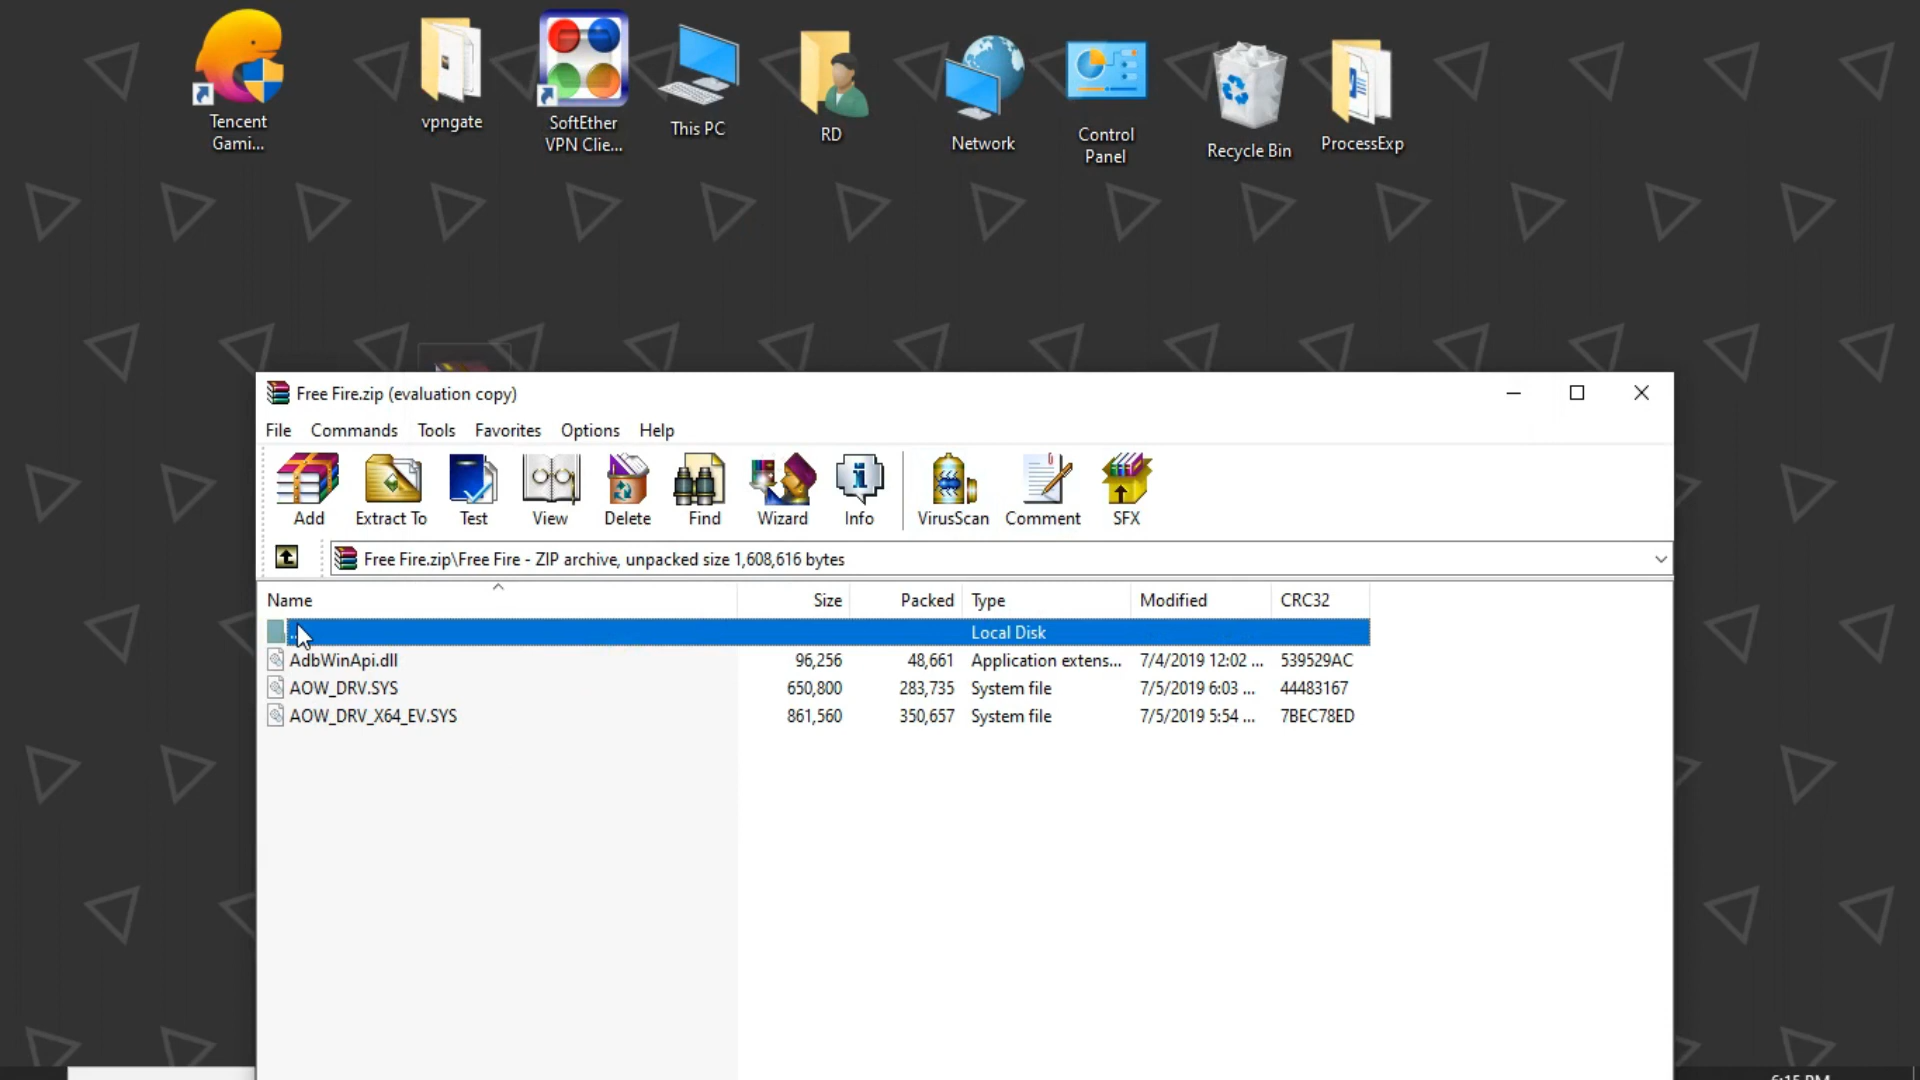 Tencent
Gami...
vpngate
SoftEther
VPN Clie...
This PC
RD
Network
Control
Panel
Recycle Bin
ProcessExp
Free Fire.zip (evaluation copy)
File Commands Tools Favorites Options Help
Add Extract To Test View Delete Find Wizard Info VirusScan Comment SFX
Free Fire.zip\Free Fire - ZIP archive, unpacked size 1,608,616 bytes
Name Size Packed Type Modified CRC32
Local Disk
AdbWinApi.dll 96,256 48,661 Application extens... 7/4/2019 12:02 ... 539529AC
AOW_DRV.SYS 650,800 283,735 System file 7/5/2019 6:03 ... 44483167
AOW_DRV_X64_EV.SYS 861,560 350,657 System file 7/5/2019 5:54 ... 7BEC78ED
6:15 PM